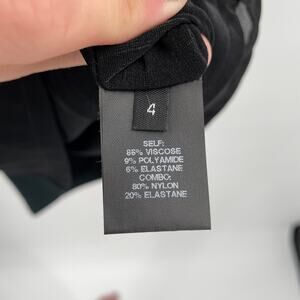 4
SELF:
85% VISCOSE
9% POLYAMIDE
6% ELASTANE
COMBO:
80% NYLON
20% ELASTANE